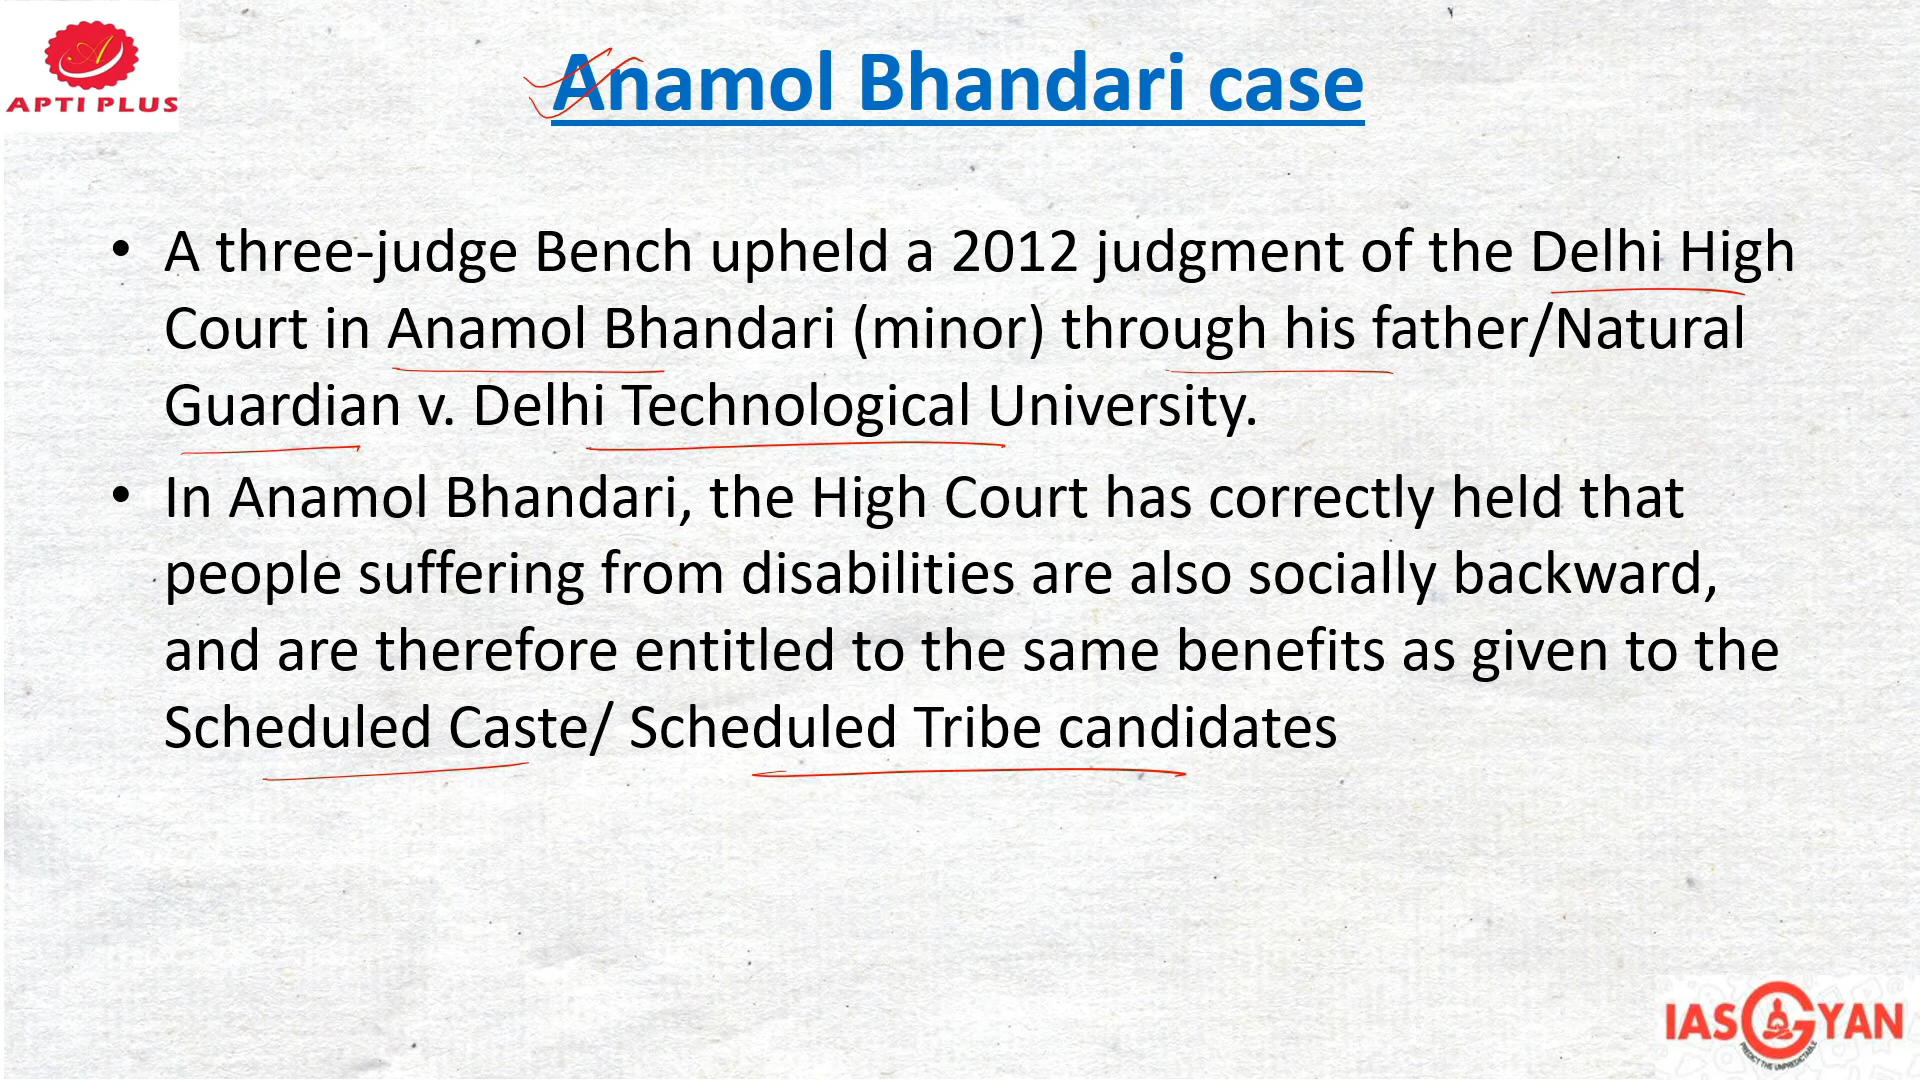 APTI PLUS
Anamol Bhandari case
• A three-judge Bench upheld a 2012 judgment of the Delhi High
Court in Anamol Bhandari (minor) through his father/Natural
Guardian v. Delhi Technological University.
• In Anamol Bhandari, the High Court has correctly held that
people suffering from disabilities are also socially backward,
and are therefore entitled to the same benefits as given to the
Scheduled Caste/ Scheduled Tribe candidates
IAS GYAN
PREDICT THE UNPREDICTABLE